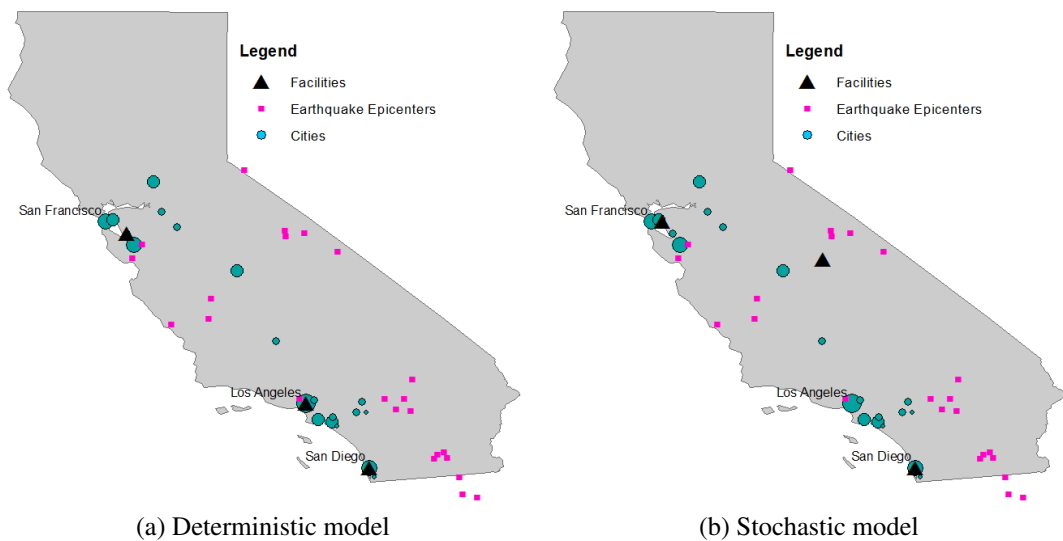 Legend
Facilities
Earthquake Epicenters
Cities
San Francisco
Los Angeles
San Diego
(a) Deterministic model
Legend
Facilities
Earthquake Epicenters
Cities
San Francisco
Los Angeles
San Diego
(b) Stochastic model